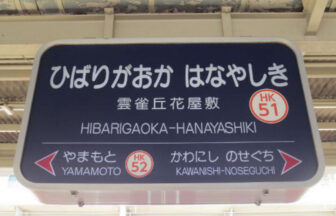 ひばりがおか はなやしき
雲雀丘花屋敷
HK 51
HIBARIGAOKA-HANAYASHIKI
やまもと HK 52 かわにし のせぐち
YAMAMOTO KAWANISHI-NOSEGUCHI